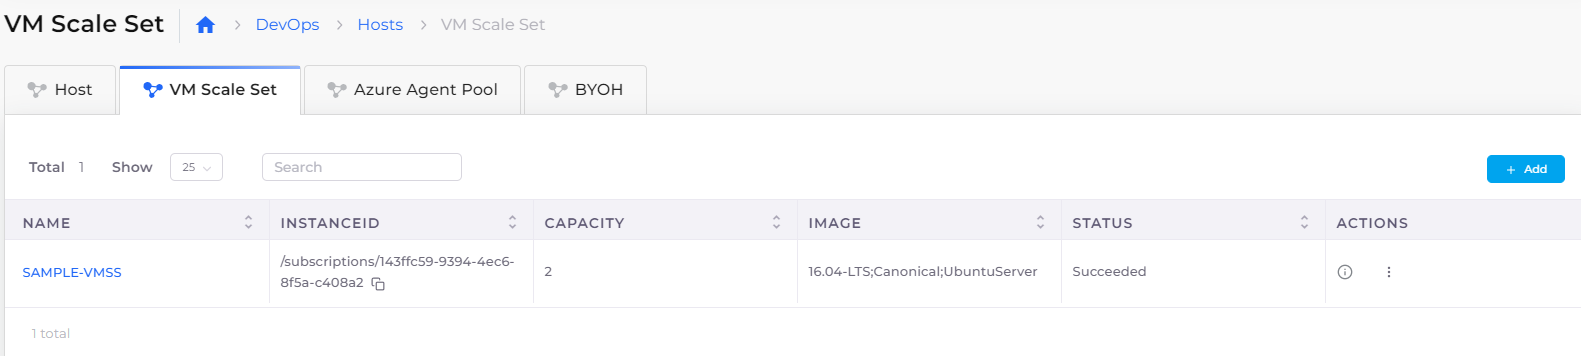 VM Scale Set
DevOps
Hosts
VM Scale Set
Host
VM Scale Set
Azure Agent Pool
BYOH
Total 1 Show 25 Search
+ Add
NAME INSTANCEID CAPACITY IMAGE STATUS ACTIONS
SAMPLE-VMSS /subscriptions/143ffc59-9394-4ec6-
8f5a-c408a2 2 16.04-LTS;Canonical;UbuntuServer Succeeded
1 total